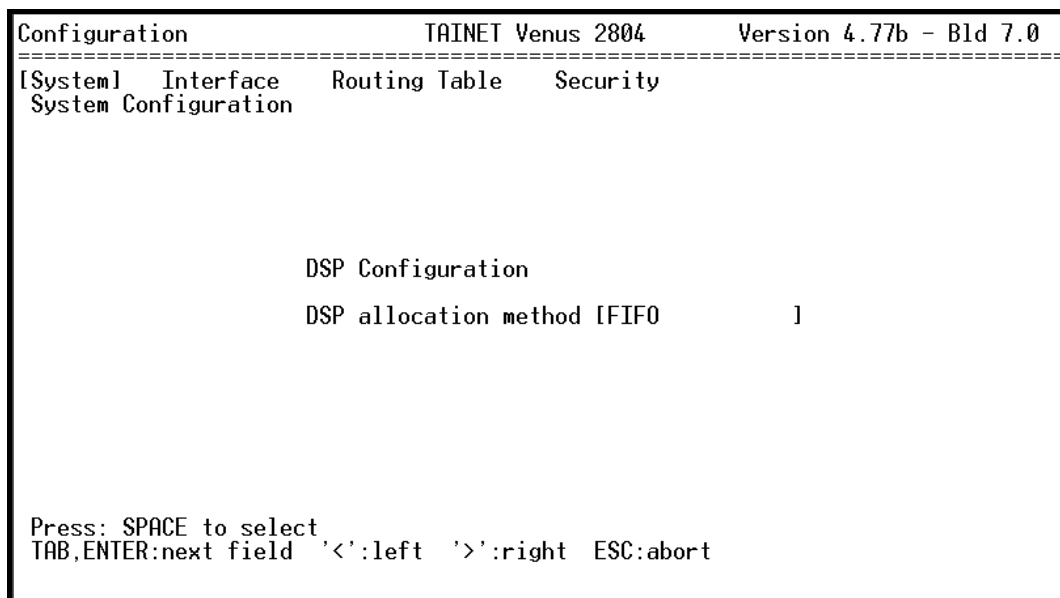 Configuration TAINET Venus 2804 Version 4.77b - Bld 7.0
================================================================================
[System] Interface Routing Table Security
System Configuration
DSP Configuration
DSP allocation method [FIFO ]
Press: SPACE to select
TAB,ENTER:next field '<':left '>':right ESC:abort